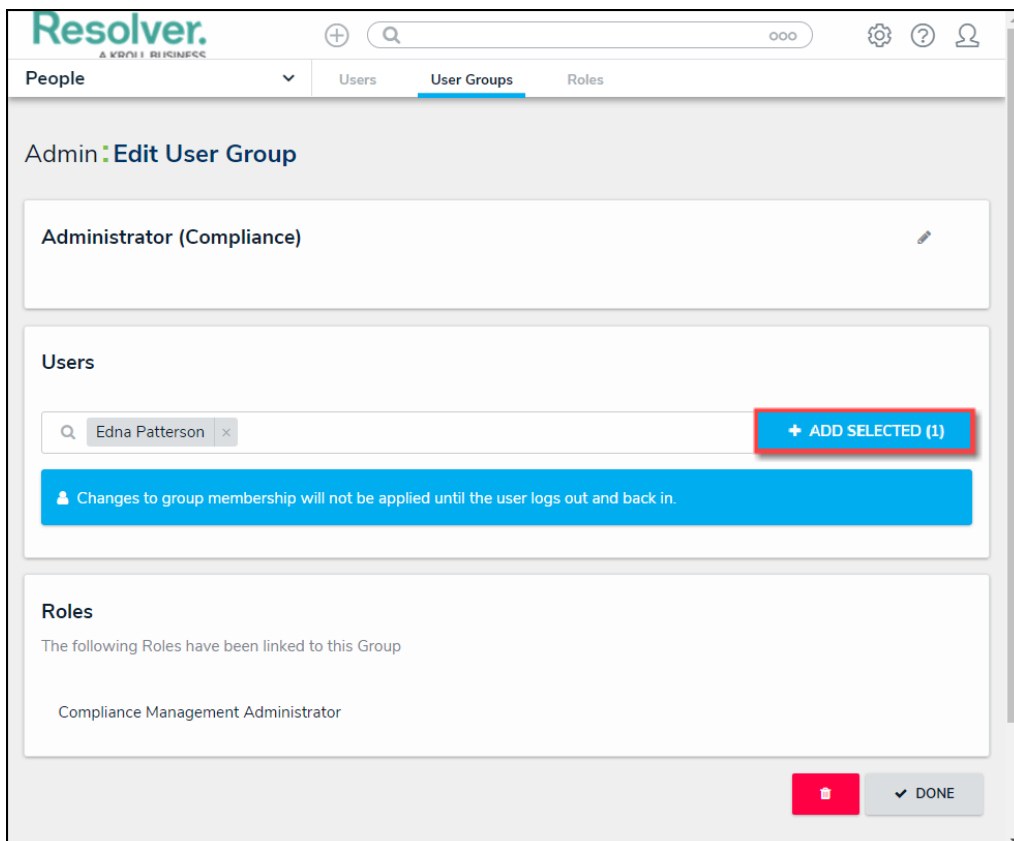 Resolver.
A KROLL BUSINESS
People
Users
User Groups
Roles
Admin:Edit User Group
Administrator (Compliance)
Users
Edna Patterson ×
+ ADD SELECTED (1)
Changes to group membership will not be applied until the user logs out and back in.
Roles
The following Roles have been linked to this Group
Compliance Management Administrator
DONE